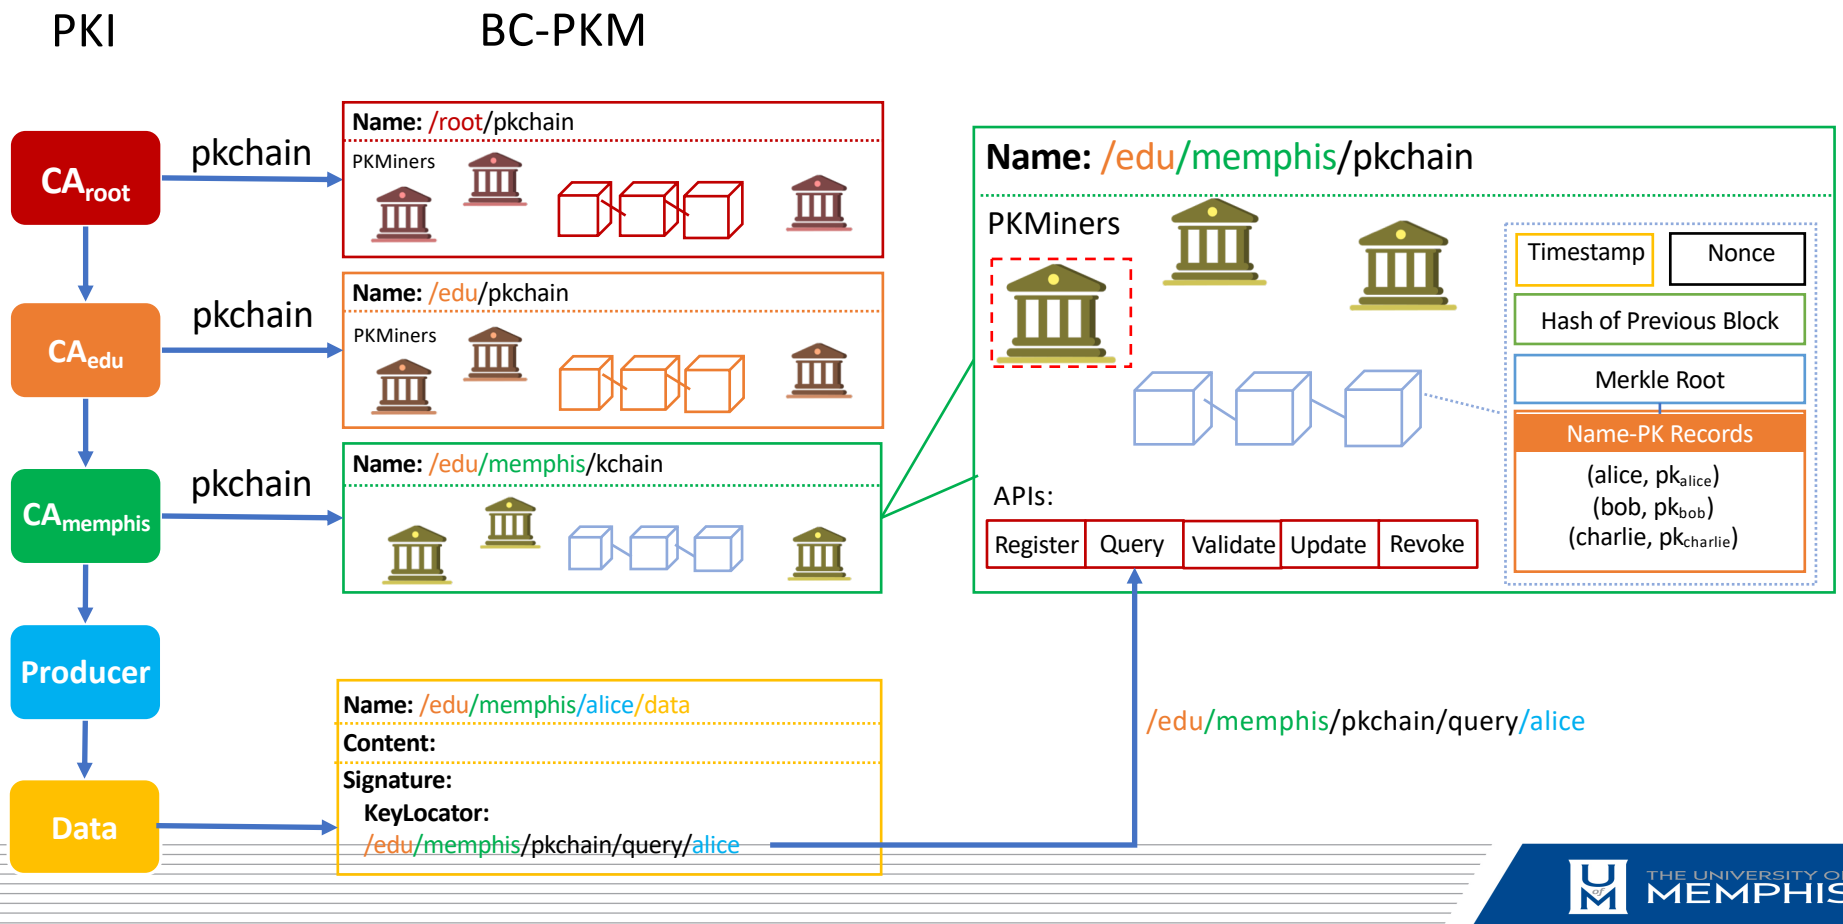 PKI
BC-PKM
CAroot
pkchain
Name: /root/pkchain
PKMiners
CAedu
pkchain
Name: /edu/pkchain
PKMiners
CAmemphis
pkchain
Name: /edu/memphis/kchain
Producer
Data
Name: /edu/memphis/alice/data
Content:
Signature:
KeyLocator:
/edu/memphis/pkchain/query/alice
Name: /edu/memphis/pkchain
PKMiners
Timestamp
Nonce
Hash of Previous Block
Merkle Root
Name-PK Records
(alice, pkalice)
(bob, pkbob)
(charlie, pkcharlie)
APIs:
Register Query Validate Update Revoke
/edu/memphis/pkchain/query/alice
U of M
THE UNIVERSITY OF
MEMPHIS